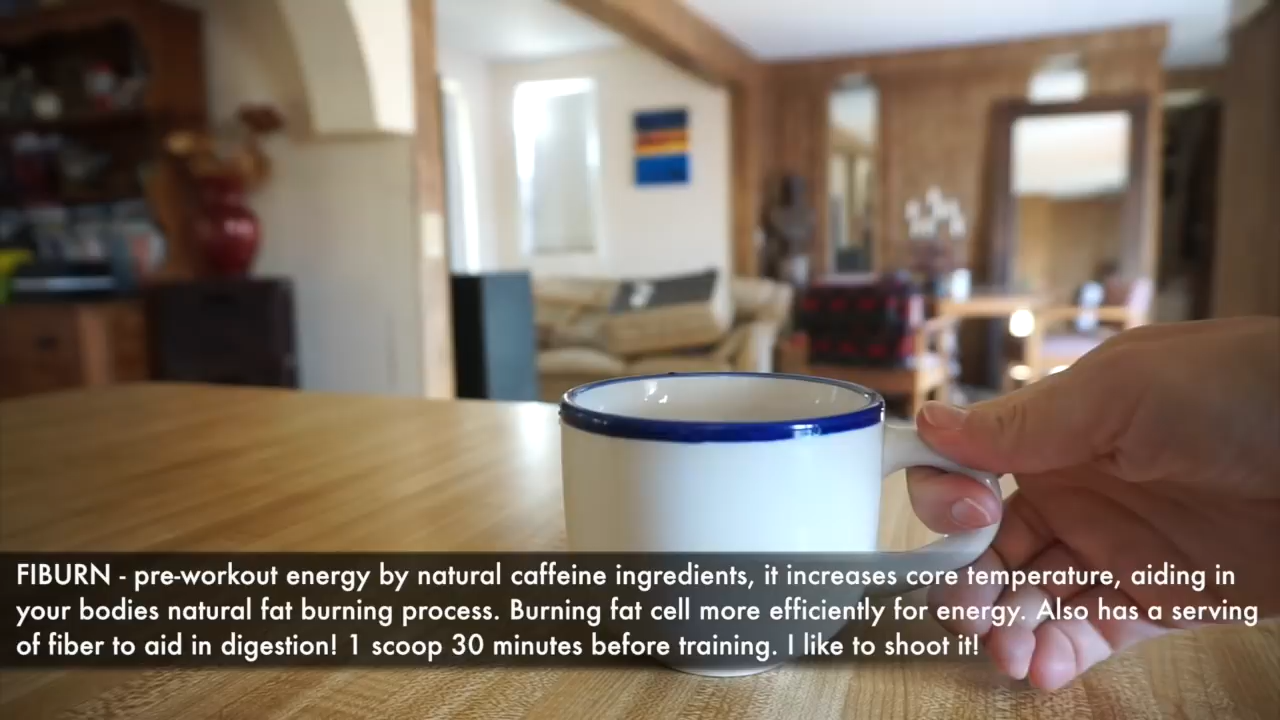 FIBURN - pre-workout energy by natural caffeine ingredients, it increases core temperature, aiding in
your bodies natural fat burning process. Burning fat cell more efficiently for energy. Also has a serving
of fiber to aid in digestion! 1 scoop 30 minutes before training. I like to shoot it!